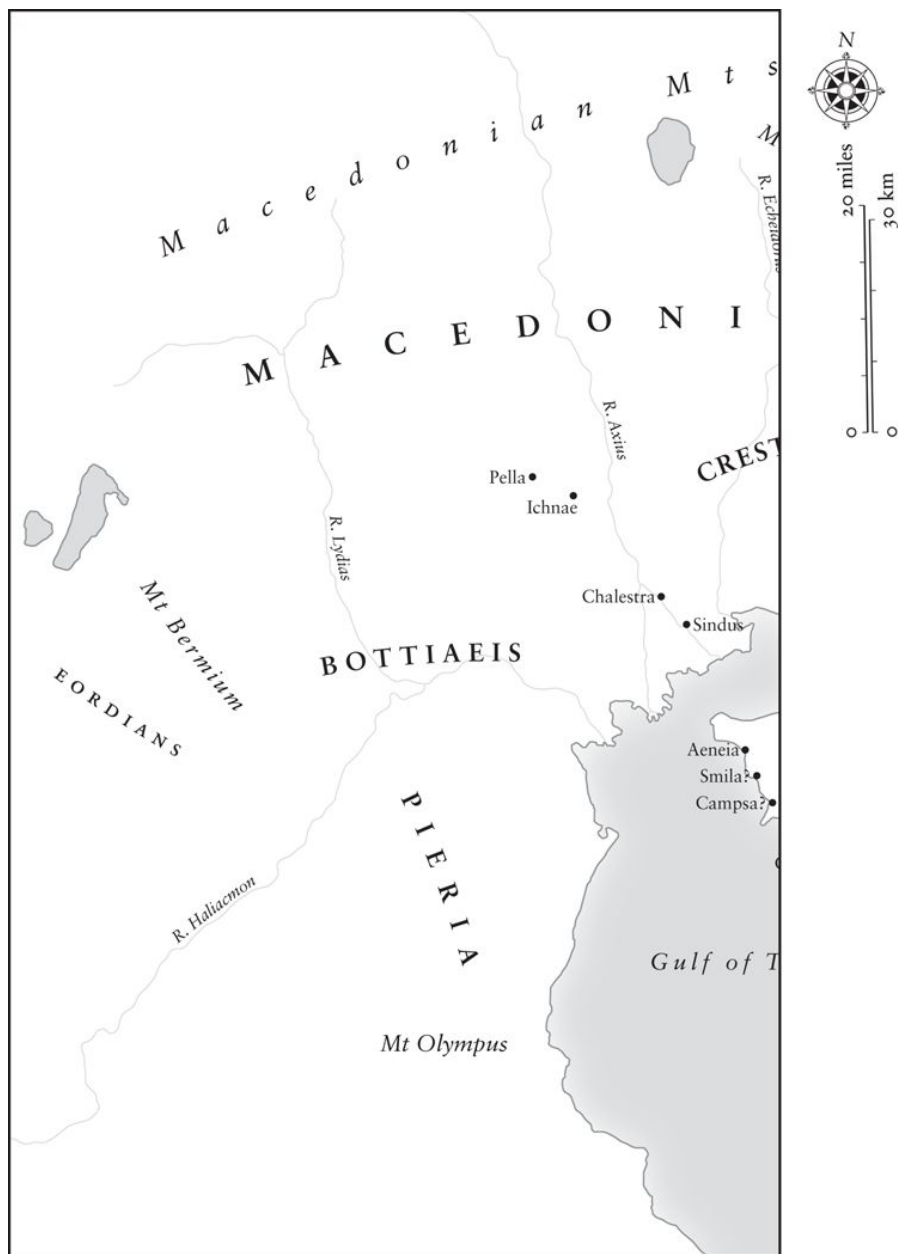 N
Macedonian Mts
M
20 miles
30 km
0
0
R. Echeidorus
MACEDONI
R. Axius
CREST
Pella
Ichnae
R. Lydias
Chalestra
Sindus
Mt Bermium
BOTTIAEIS
EORDIANS
Aeneia
Smila?
Campsa?
PIERIA
R. Haliacmon
Gulf of T
Mt Olympus